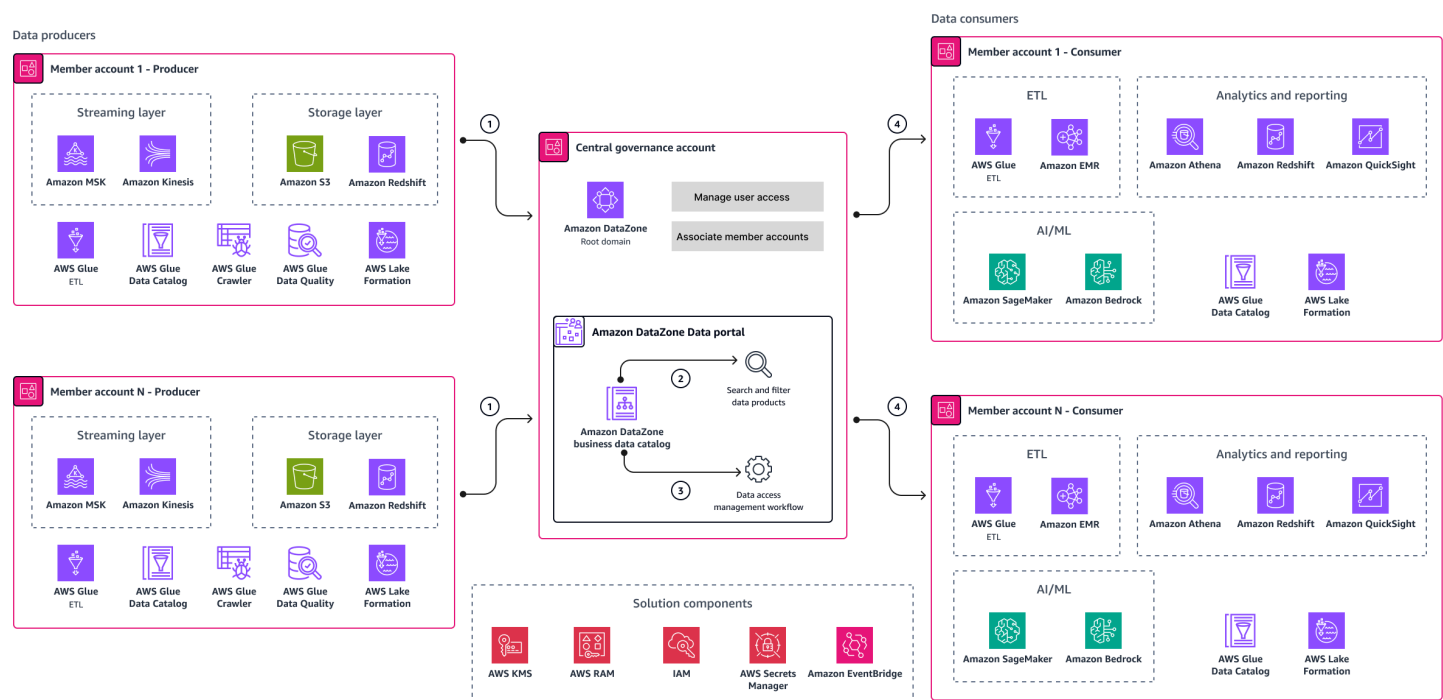 Data producers
Member account 1 - Producer
Streaming layer
Amazon MSK
Amazon Kinesis
Storage layer
Amazon S3
Amazon Redshift
AWS Glue
ETL
AWS Glue
Data Catalog
AWS Glue
Crawler
AWS Glue
Data Quality
AWS Lake
Formation
Member account N - Producer
Streaming layer
Amazon MSK
Amazon Kinesis
Storage layer
Amazon S3
Amazon Redshift
AWS Glue
ETL
AWS Glue
Data Catalog
AWS Glue
Crawler
AWS Glue
Data Quality
AWS Lake
Formation
1
1
Central governance account
Amazon DataZone
Root domain
Manage user access
Associate member accounts
Amazon DataZone Data portal
2
Search and filter
data products
Amazon DataZone
business data catalog
3
Data access
management workflow
Solution components
AWS KMS
AWS RAM
IAM
AWS Secrets
Manager
Amazon EventBridge
4
4
Data consumers
Member account 1 - Consumer
ETL
AWS Glue
ETL
Amazon EMR
Analytics and reporting
Amazon Athena
Amazon Redshift
Amazon QuickSight
AI/ML
Amazon SageMaker
Amazon Bedrock
AWS Glue
Data Catalog
AWS Lake
Formation
Member account N - Consumer
ETL
AWS Glue
ETL
Amazon EMR
Analytics and reporting
Amazon Athena
Amazon Redshift
Amazon QuickSight
AI/ML
Amazon SageMaker
Amazon Bedrock
AWS Glue
Data Catalog
AWS Lake
Formation